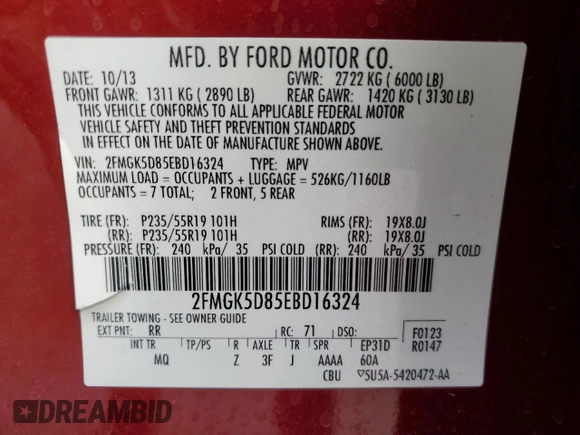 MFD. BY FORD MOTOR CO.
DATE: 10/13 GVWR: 2722 KG ( 6000 LB)
FRONT GAWR: 1311 KG ( 2890 LB) REAR GAWR: 1420 KG ( 3130 LB)
THIS VEHICLE CONFORMS TO ALL APPLICABLE FEDERAL MOTOR
VEHICLE SAFETY AND THEFT PREVENTION STANDARDS
IN EFFECT ON THE DATE OF MANUFACTURE SHOWN ABOVE.
VIN: 2FMGK5D85EBD16324 TYPE: MPV
MAXIMUM LOAD = OCCUPANTS + LUGGAGE = 526KG/1160LB
OCCUPANTS = 7 TOTAL; 2 FRONT, 5 REAR
TIRE (FR): P235/55R19 101H RIMS (FR): 19X8.0J
(RR): P235/55R19 101H (RR): 19X8.0J
PRESSURE (FR): 240 kPa/ 35 PSI COLD (RR): 240 kPa/ 35 PSI COLD
2FMGK5D85EBD16324
TRAILER TOWING - SEE OWNER GUIDE
EXT PNT: RR RC: 71 DSO: F0123
INT TR TP/PS R AXLE TR SPR EP31D R0147
MQ Z 3F J AAAA 60A
CBU ▽5U5A-5420472-AA
DREAMBID